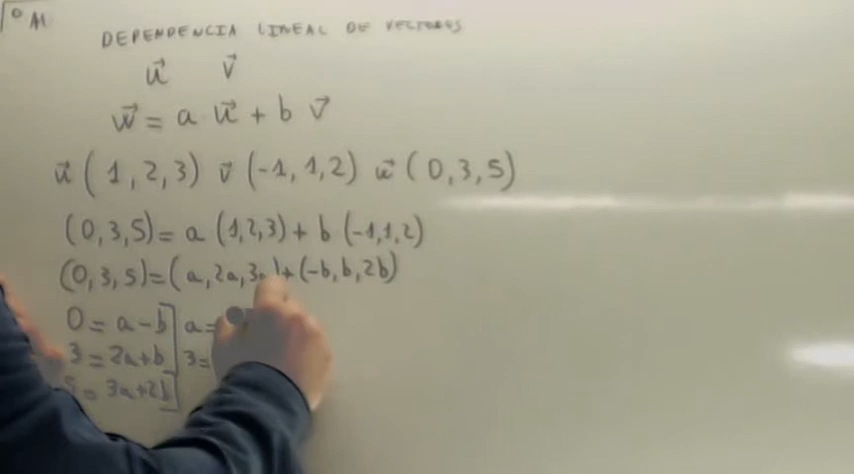 1º M
DEPENDENCIA LINEAL DE VECTORES
u⃗ v⃗
w⃗ = a u⃗ + b v⃗
u⃗ (1, 2, 3) v⃗ (-1, 1, 2) w⃗ (0, 3, 5)
(0, 3, 5) = a (1, 2, 3) + b (-1, 1, 2)
(0, 3, 5) = (a, 2a, 3a) + (-b, b, 2b)
0 = a - b] a =
3 = 2a + b] 3 =
5 = 3a + 2b]